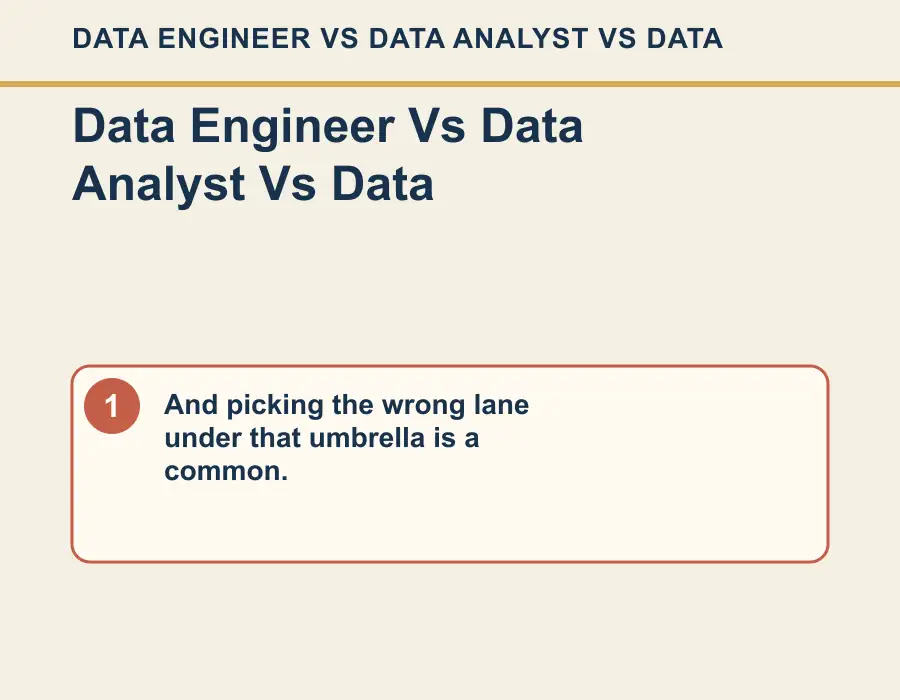 DATA ENGINEER VS DATA ANALYST VS DATA
Data Engineer Vs Data
Analyst Vs Data
1
And picking the wrong lane
under that umbrella is a
common.